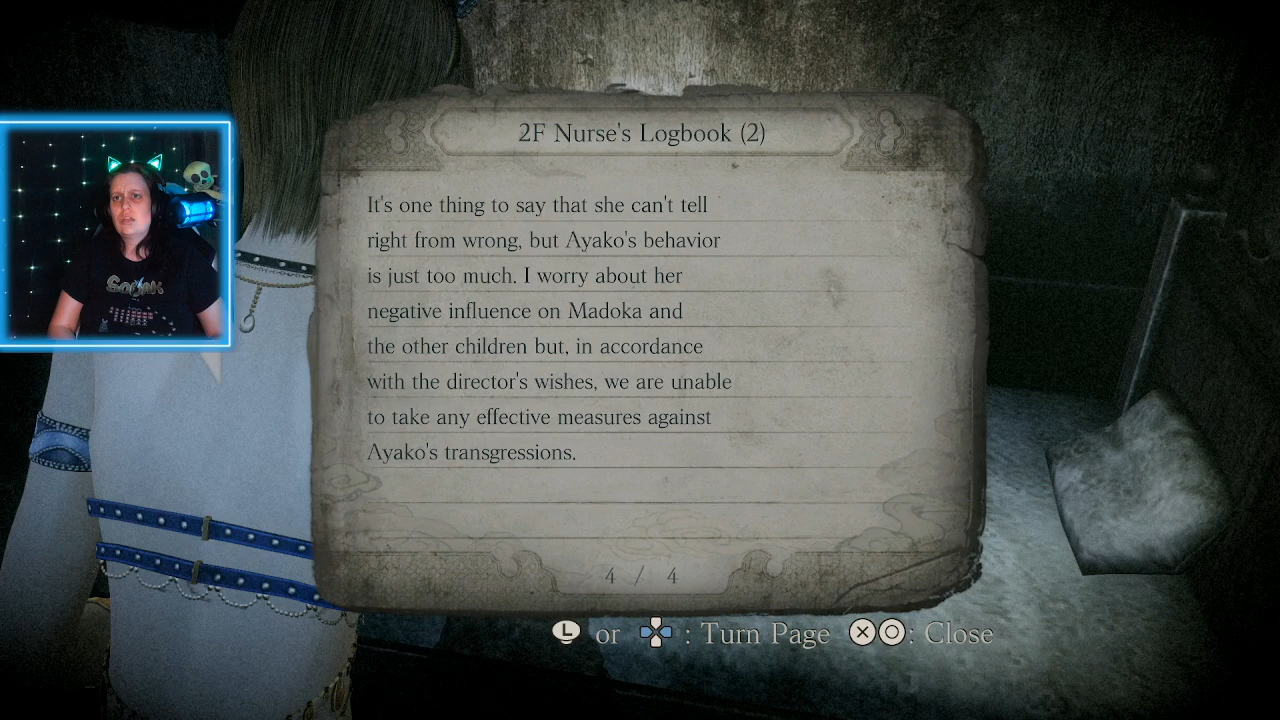 2F Nurse's Logbook (2)
It's one thing to say that she can't tell
right from wrong, but Ayako's behavior
is just too much. I worry about her
negative influence on Madoka and
the other children but, in accordance
with the director's wishes, we are unable
to take any effective measures against
Ayako's transgressions.
4 / 4
L or : Turn Page : Close